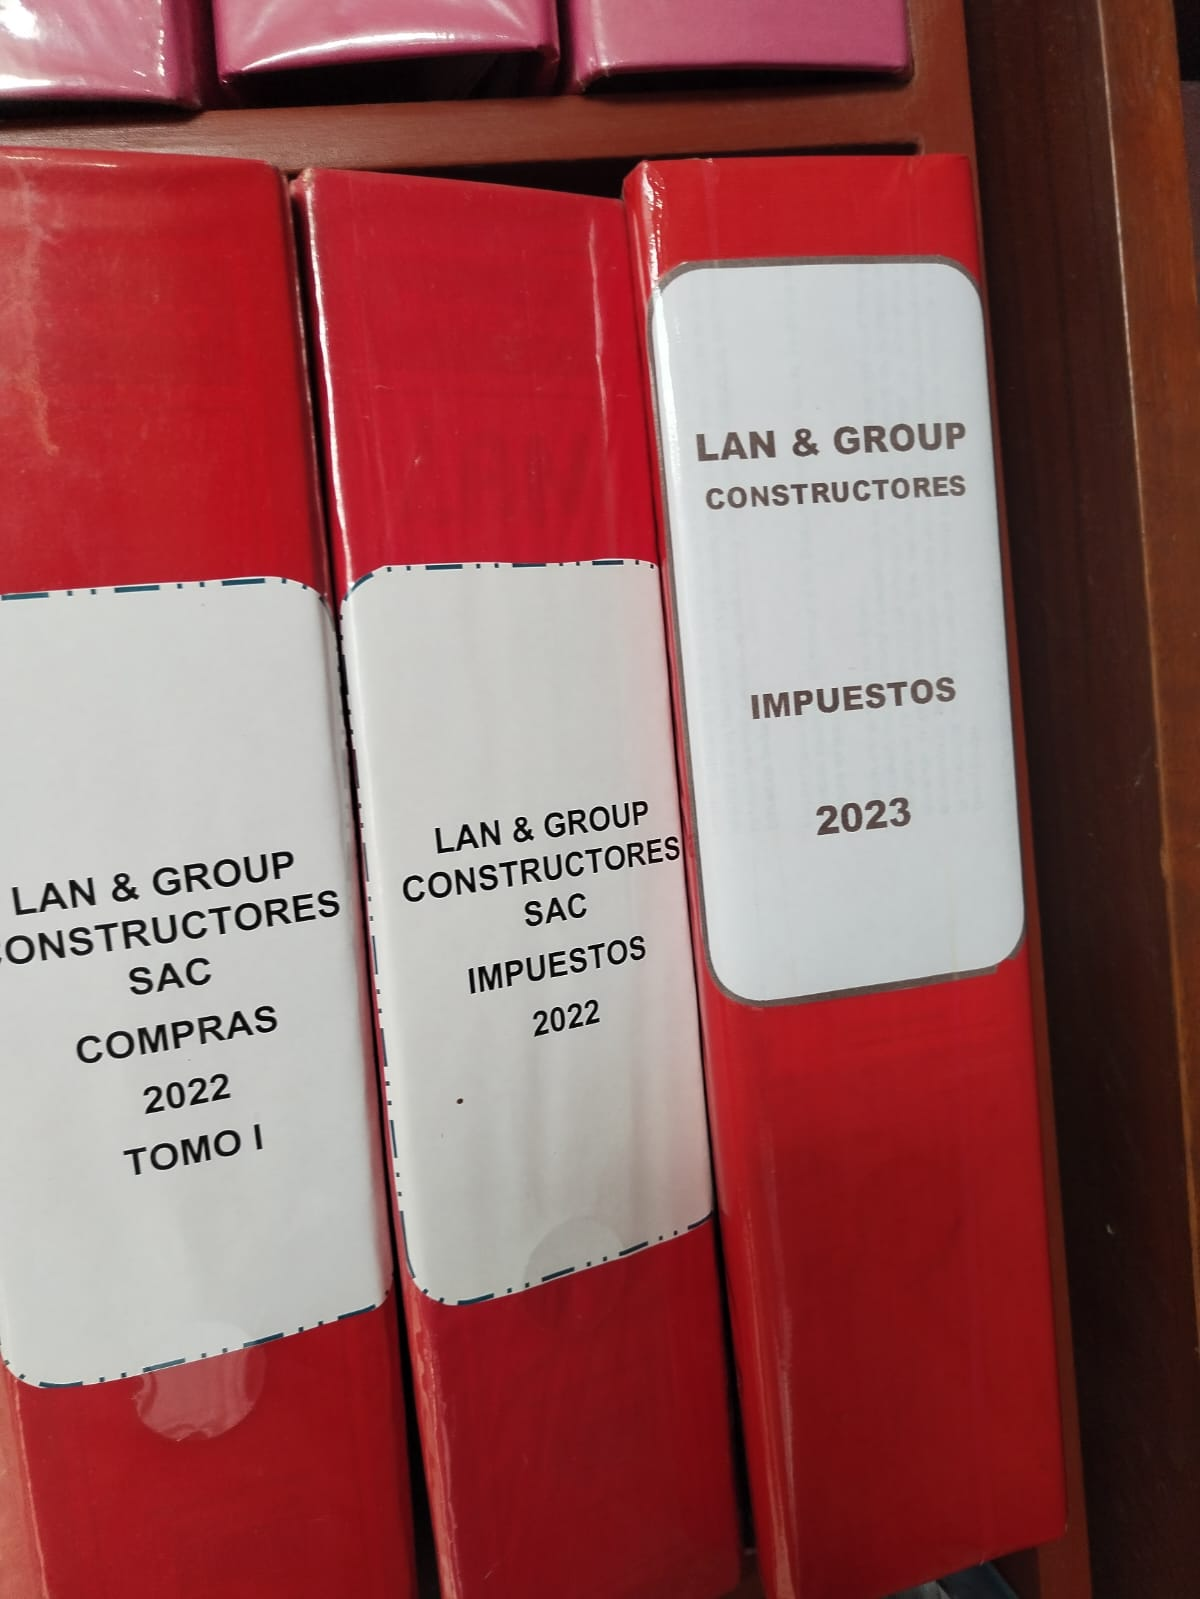 LAN & GROUP
CONSTRUCTORES
SAC
COMPRAS
2022
TOMO I
LAN & GROUP
CONSTRUCTORES
SAC
IMPUESTOS
2022
LAN & GROUP
CONSTRUCTORES
IMPUESTOS
2023